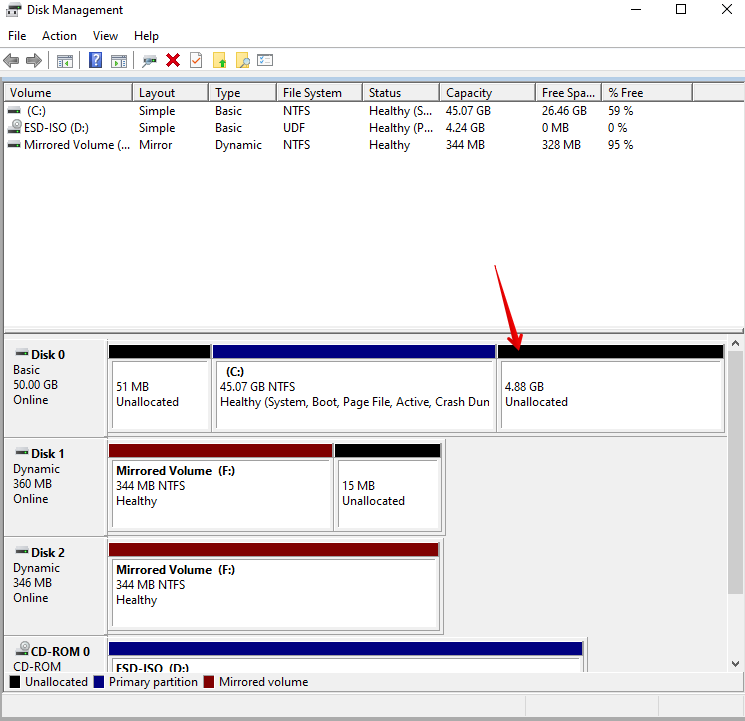 Disk Management
File Action View Help
Volume Layout Type File System Status Capacity Free Spa... % Free
(C:) Simple Basic NTFS Healthy (S... 45.07 GB 26.46 GB 59 %
ESD-ISO (D:) Simple Basic UDF Healthy (P... 4.24 GB 0 MB 0 %
Mirrored Volume (... Mirror Dynamic NTFS Healthy 344 MB 328 MB 95 %
Disk 0
Basic
50.00 GB
Online
51 MB
Unallocated
(C:)
45.07 GB NTFS
Healthy (System, Boot, Page File, Active, Crash Dun
4.88 GB
Unallocated
Disk 1
Dynamic
360 MB
Online
Mirrored Volume (F:)
344 MB NTFS
Healthy
15 MB
Unallocated
Disk 2
Dynamic
346 MB
Online
Mirrored Volume (F:)
344 MB NTFS
Healthy
CD-ROM 0
CD-ROM
ESD-ISO (D:)
Unallocated Primary partition Mirrored volume